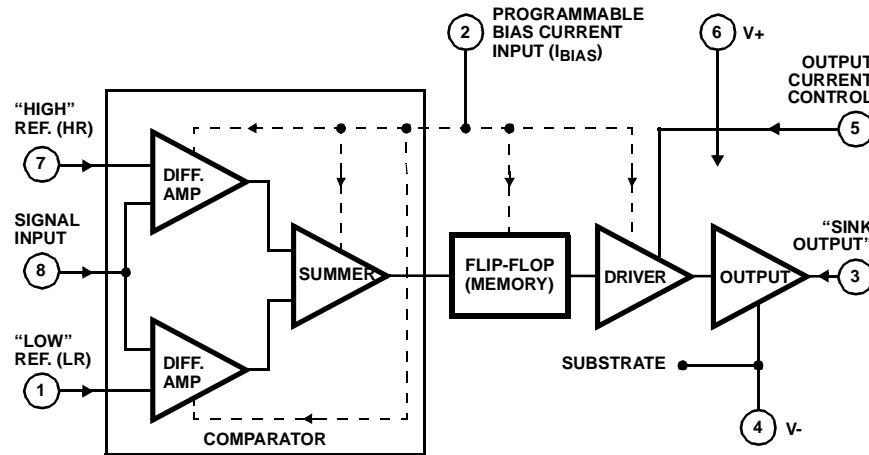 PROGRAMMABLE
BIAS CURRENT
INPUT (IBIAS)
2
6
V+
OUTPUT
CURRENT
CONTROL
5
“HIGH”
REF. (HR)
7
DIFF.
AMP
SIGNAL
INPUT
8
SUMMER
FLIP-FLOP
(MEMORY)
DRIVER
OUTPUT
“SINK
OUTPUT”
3
“LOW”
REF. (LR)
1
DIFF.
AMP
SUBSTRATE
COMPARATOR
4
V-